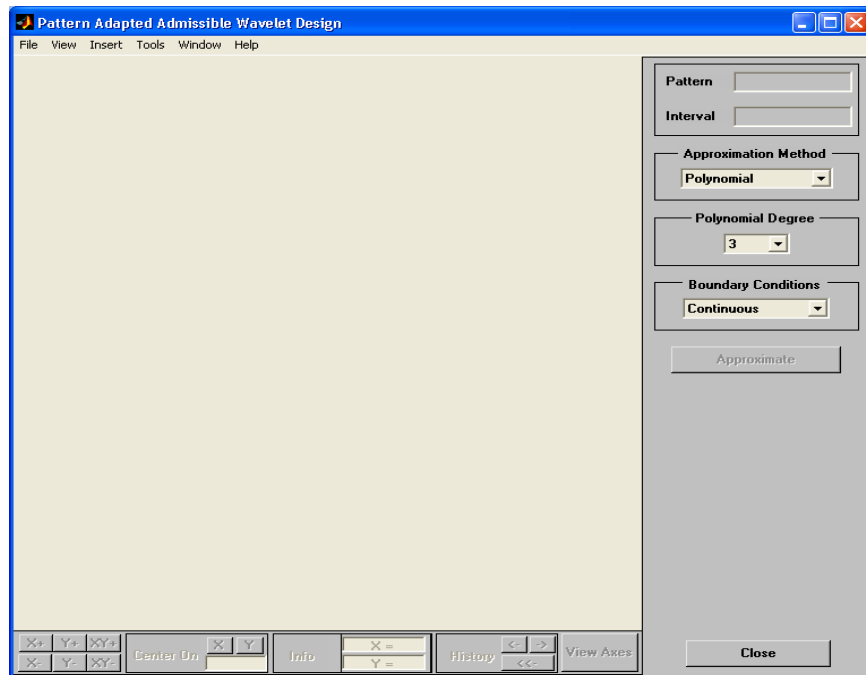 Pattern Adapted Admissible Wavelet Design
File View Insert Tools Window Help
Pattern
Interval
Approximation Method
Polynomial
Polynomial Degree
3
Boundary Conditions
Continuous
Approximate
X+ Y+ XY+
X- Y- XY-
Center On
X Y
Info
X =
Y =
History
<- ->
<<-
View Axes
Close